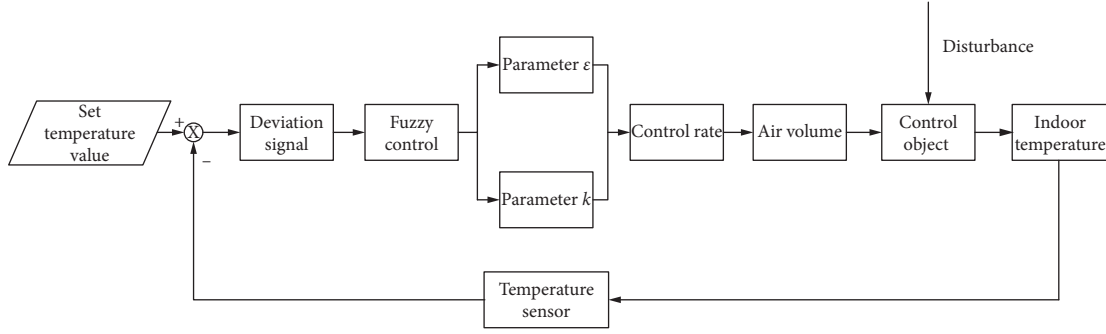 Disturbance
Parameter ε
Set
temperature
value
+
X
−
Deviation
signal
Fuzzy
control
Control rate
Air volume
Control
object
Indoor
temperature
Parameter k
Temperature
sensor